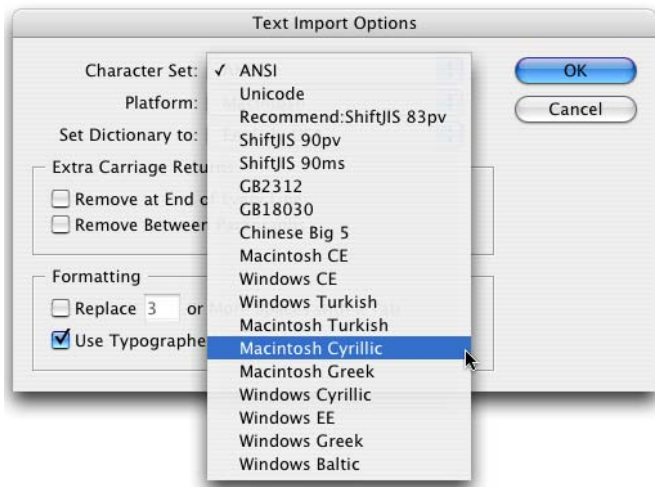 Text Import Options
Character Set: ✓ ANSI
OK
Unicode
Platform:
Cancel
Recommend:ShiftJIS 83pv
Set Dictionary to:
ShiftJIS 90pv
ShiftJIS 90ms
Extra Carriage Retu
GB2312
Remove at End of
GB18030
Remove Between
Chinese Big 5
Macintosh CE
Windows CE
Formatting
Windows Turkish
Replace 3 or
Macintosh Turkish
Use Typographe
Macintosh Cyrillic
Macintosh Greek
Windows Cyrillic
Windows EE
Windows Greek
Windows Baltic